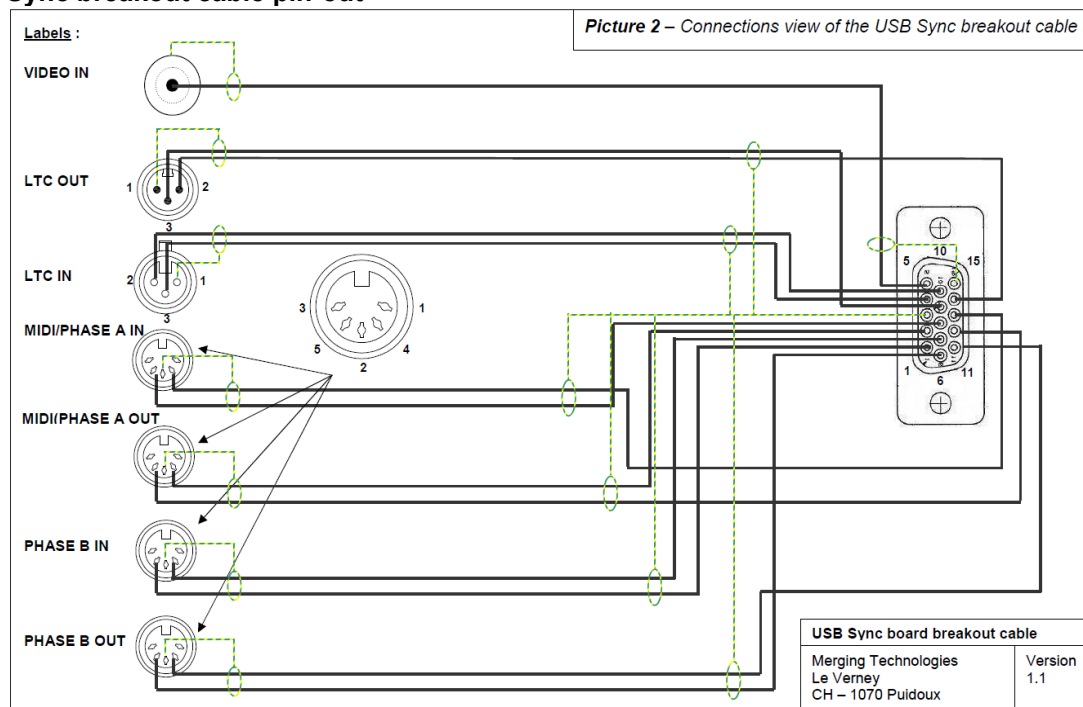 Sync breakout cable pin-out
Picture 2 – Connections view of the USB Sync breakout cable
Labels :
VIDEO IN
LTC OUT
1
2
3
LTC IN
2
1
3
MIDI/PHASE A IN
MIDI/PHASE A OUT
PHASE B IN
PHASE B OUT
3
1
5
4
2
5
10
15
1
6
11
USB Sync board breakout cable
Merging Technologies
Le Verney
CH – 1070 Puidoux
Version
1.1